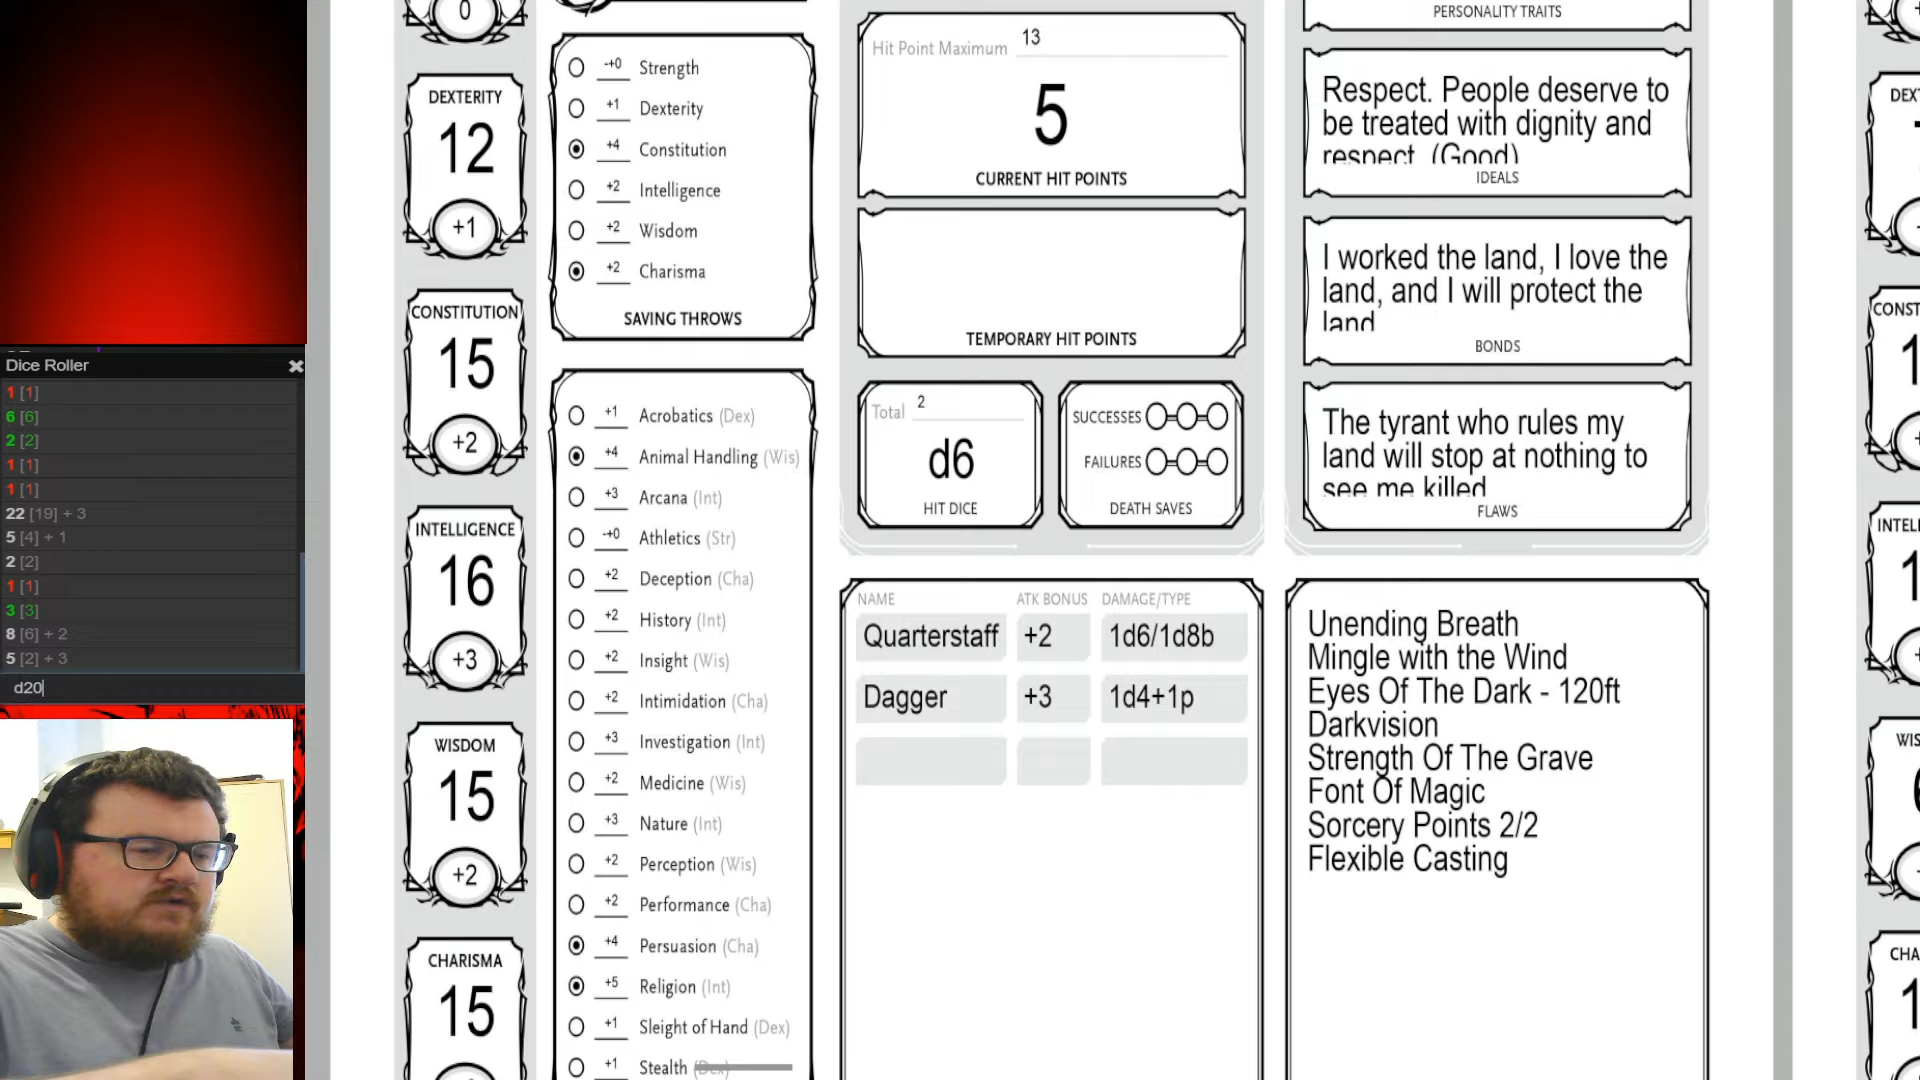 0
DEXTERITY
12
+1
CONSTITUTION
15
+2
INTELLIGENCE
16
+3
WISDOM
15
+2
CHARISMA
15
-+0 Strength
+1 Dexterity
+4 Constitution
+2 Intelligence
+2 Wisdom
+2 Charisma
SAVING THROWS
+1 Acrobatics (Dex)
+4 Animal Handling (Wis)
+3 Arcana (Int)
-+0 Athletics (Str)
+2 Deception (Cha)
+2 History (Int)
+2 Insight (Wis)
+2 Intimidation (Cha)
+3 Investigation (Int)
+2 Medicine (Wis)
+3 Nature (Int)
+2 Perception (Wis)
+2 Performance (Cha)
+4 Persuasion (Cha)
+5 Religion (Int)
+1 Sleight of Hand (Dex)
+1 Stealth (Dex)
Hit Point Maximum 13
5
CURRENT HIT POINTS
TEMPORARY HIT POINTS
Total 2
d6
HIT DICE
SUCCESSES
FAILURES
DEATH SAVES
NAME ATK BONUS DAMAGE/TYPE
Quarterstaff +2 1d6/1d8b
Dagger +3 1d4+1p
PERSONALITY TRAITS
Respect. People deserve to
be treated with dignity and
respect. (Good)
IDEALS
I worked the land, I love the
land, and I will protect the
land
BONDS
The tyrant who rules my
land will stop at nothing to
see me killed
FLAWS
Unending Breath
Mingle with the Wind
Eyes Of The Dark - 120ft
Darkvision
Strength Of The Grave
Font Of Magic
Sorcery Points 2/2
Flexible Casting
Dice Roller
1 [1]
6 [6]
2 [2]
1 [1]
1 [1]
22 [19] + 3
5 [4] + 1
2 [2]
1 [1]
3 [3]
8 [6] + 2
5 [2] + 3
d20